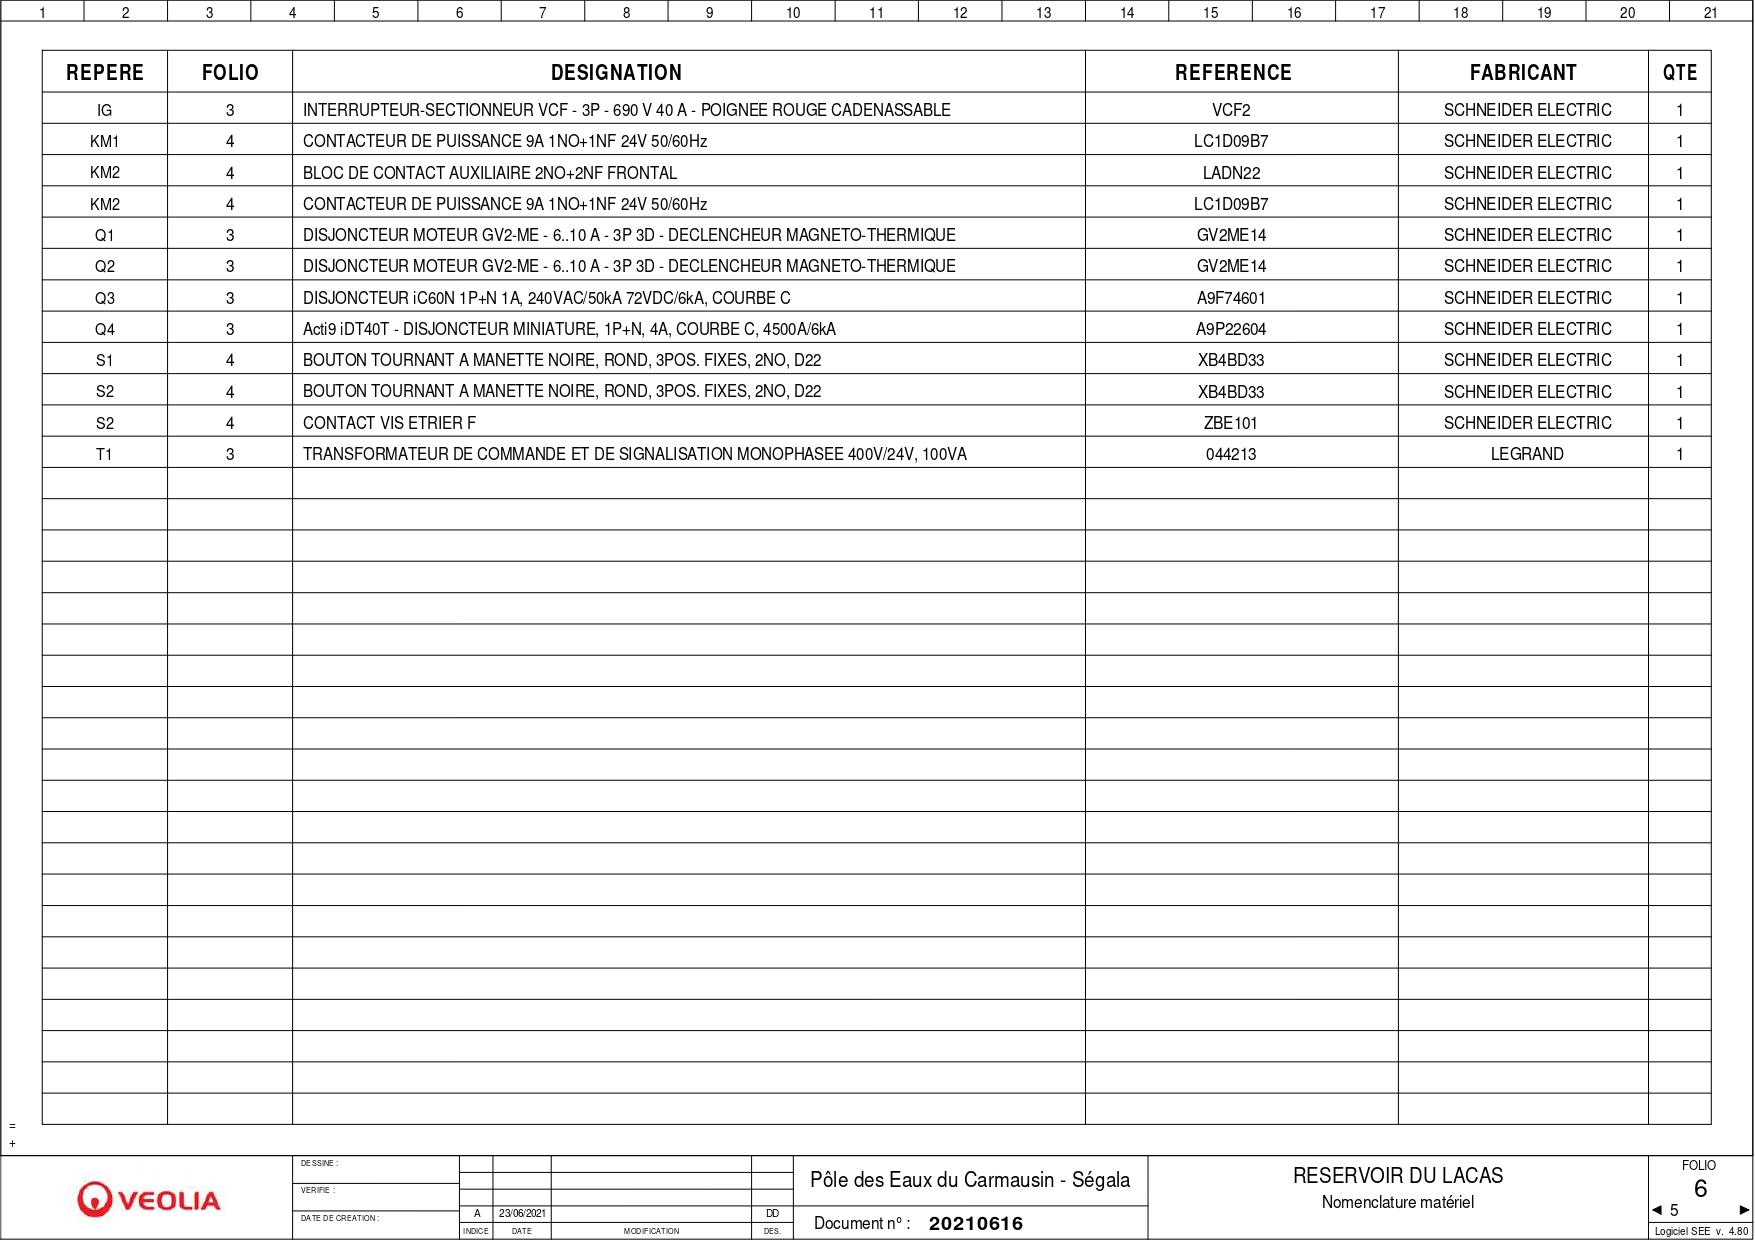 1 2 3 4 5 6 7 8 9 10 11 12 13 14 15 16 17 18 19 20 21
REPERE FOLIO DESIGNATION REFERENCE FABRICANT QTE
IG 3 INTERRUPTEUR-SECTIONNEUR VCF - 3P - 690 V 40 A - POIGNEE ROUGE CADENASSABLE VCF2 SCHNEIDER ELECTRIC 1
KM1 4 CONTACTEUR DE PUISSANCE 9A 1NO+1NF 24V 50/60Hz LC1D09B7 SCHNEIDER ELECTRIC 1
KM2 4 BLOC DE CONTACT AUXILIAIRE 2NO+2NF FRONTAL LADN22 SCHNEIDER ELECTRIC 1
KM2 4 CONTACTEUR DE PUISSANCE 9A 1NO+1NF 24V 50/60Hz LC1D09B7 SCHNEIDER ELECTRIC 1
Q1 3 DISJONCTEUR MOTEUR GV2-ME - 6..10 A - 3P 3D - DECLENCHEUR MAGNETO-THERMIQUE GV2ME14 SCHNEIDER ELECTRIC 1
Q2 3 DISJONCTEUR MOTEUR GV2-ME - 6..10 A - 3P 3D - DECLENCHEUR MAGNETO-THERMIQUE GV2ME14 SCHNEIDER ELECTRIC 1
Q3 3 DISJONCTEUR iC60N 1P+N 1A, 240VAC/50kA 72VDC/6kA, COURBE C A9F74601 SCHNEIDER ELECTRIC 1
Q4 3 Acti9 iDT40T - DISJONCTEUR MINIATURE, 1P+N, 4A, COURBE C, 4500A/6kA A9P22604 SCHNEIDER ELECTRIC 1
S1 4 BOUTON TOURNANT A MANETTE NOIRE, ROND, 3POS. FIXES, 2NO, D22 XB4BD33 SCHNEIDER ELECTRIC 1
S2 4 BOUTON TOURNANT A MANETTE NOIRE, ROND, 3POS. FIXES, 2NO, D22 XB4BD33 SCHNEIDER ELECTRIC 1
S2 4 CONTACT VIS ETRIER F ZBE101 SCHNEIDER ELECTRIC 1
T1 3 TRANSFORMATEUR DE COMMANDE ET DE SIGNALISATION MONOPHASEE 400V/24V, 100VA 044213 LEGRAND 1
=
+
VEOLIA
DESSINE :
VERIFIE :
DATE DE CREATION :
A 23/06/2021 DD
INDICE DATE MODIFICATION DES.
Pôle des Eaux du Carmausin - Ségala
Document n° : 20210616
RESERVOIR DU LACAS
Nomenclature matériel
FOLIO
6
◄ 5 ►
Logiciel SEE v. 4.80